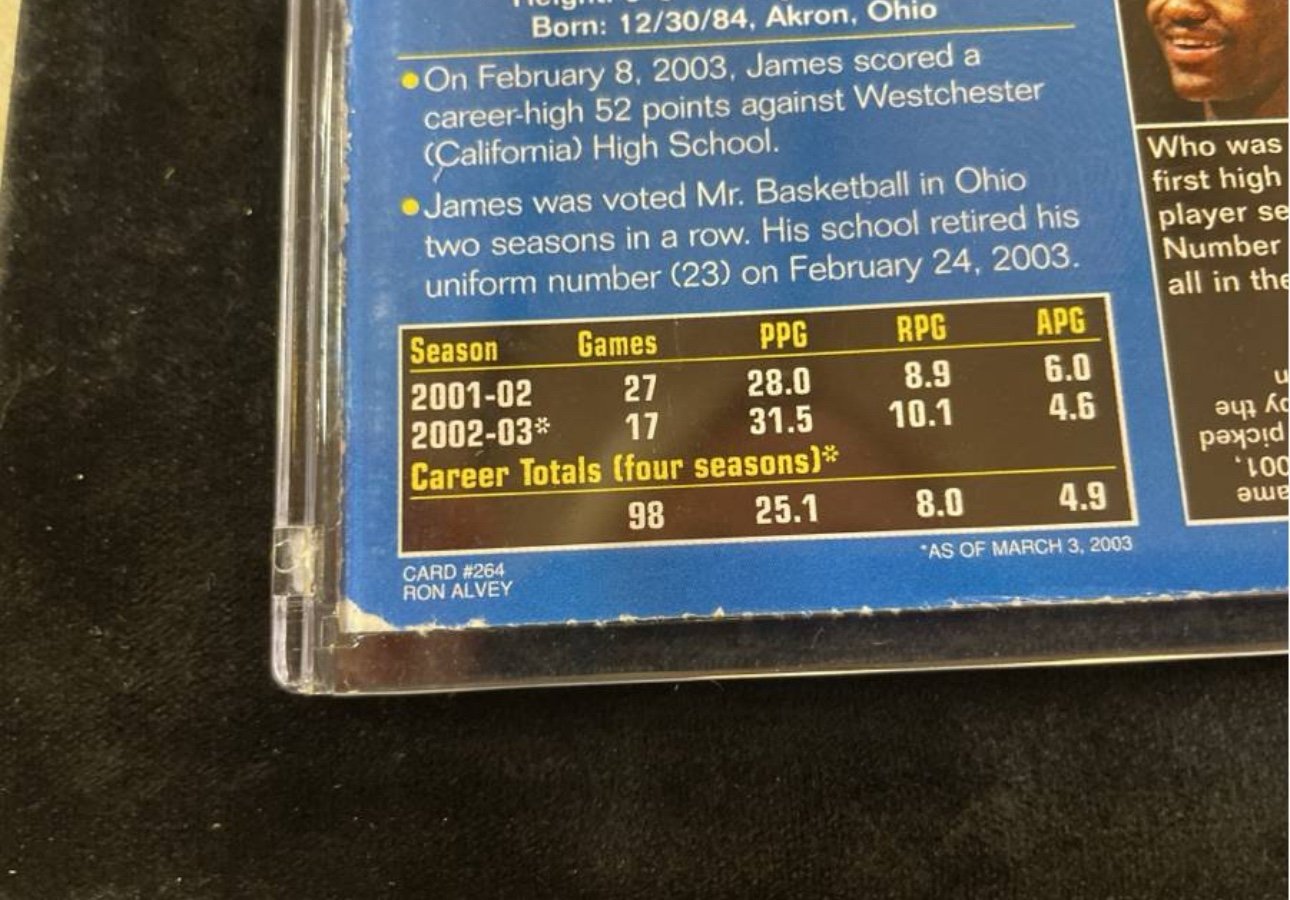 Born: 12/30/84, Akron, Ohio
•On February 8, 2003, James scored a
career-high 52 points against Westchester
(California) High School.
•James was voted Mr. Basketball in Ohio
two seasons in a row. His school retired his
uniform number (23) on February 24, 2003.
Season Games PPG RPG APG
2001-02 27 28.0 8.9 6.0
2002-03* 17 31.5 10.1 4.6
Career Totals (four seasons)*
98 25.1 8.0 4.9
*AS OF MARCH 3, 2003
CARD #264
RON ALVEY
Who was
first high
player se
Number
all in the
ame
001,
picked
by the